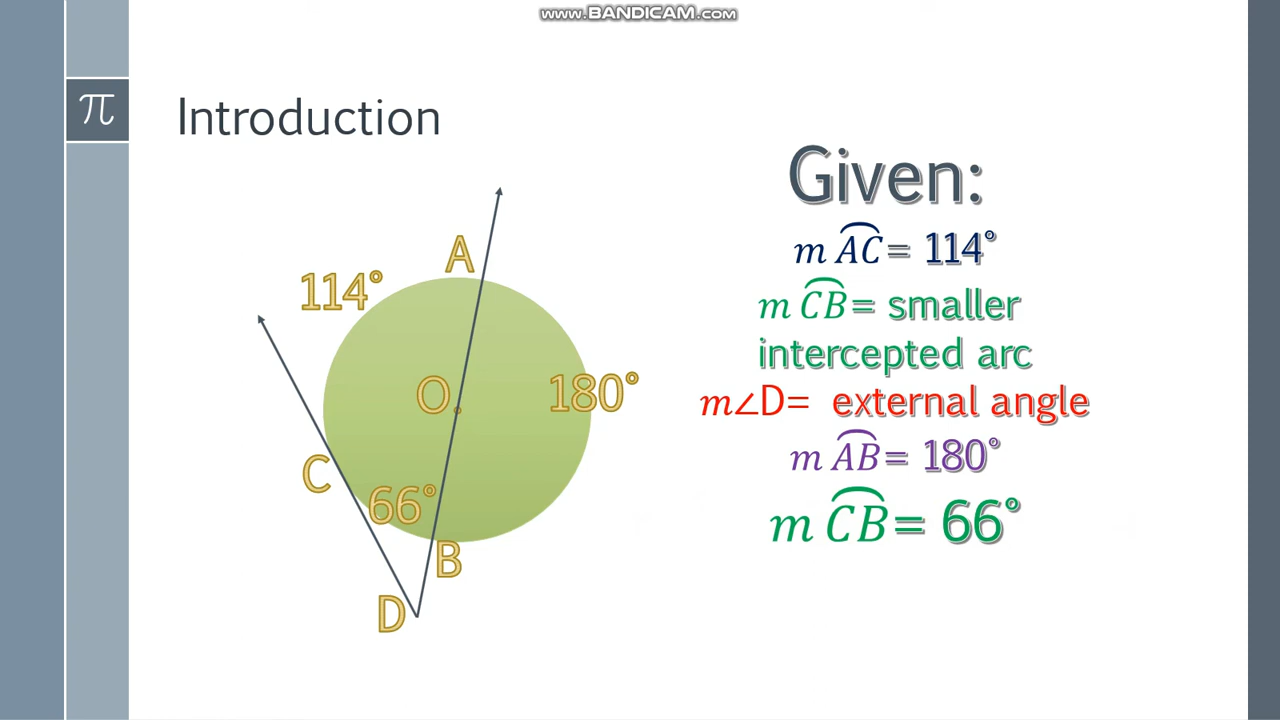 www.BANDICAM.com
π
Introduction
Given:
m AC= 114°
m CB= smaller
intercepted arc
m∠D= external angle
m AB= 180°
m CB= 66°
A
114°
O.
180°
C
66°
B
D